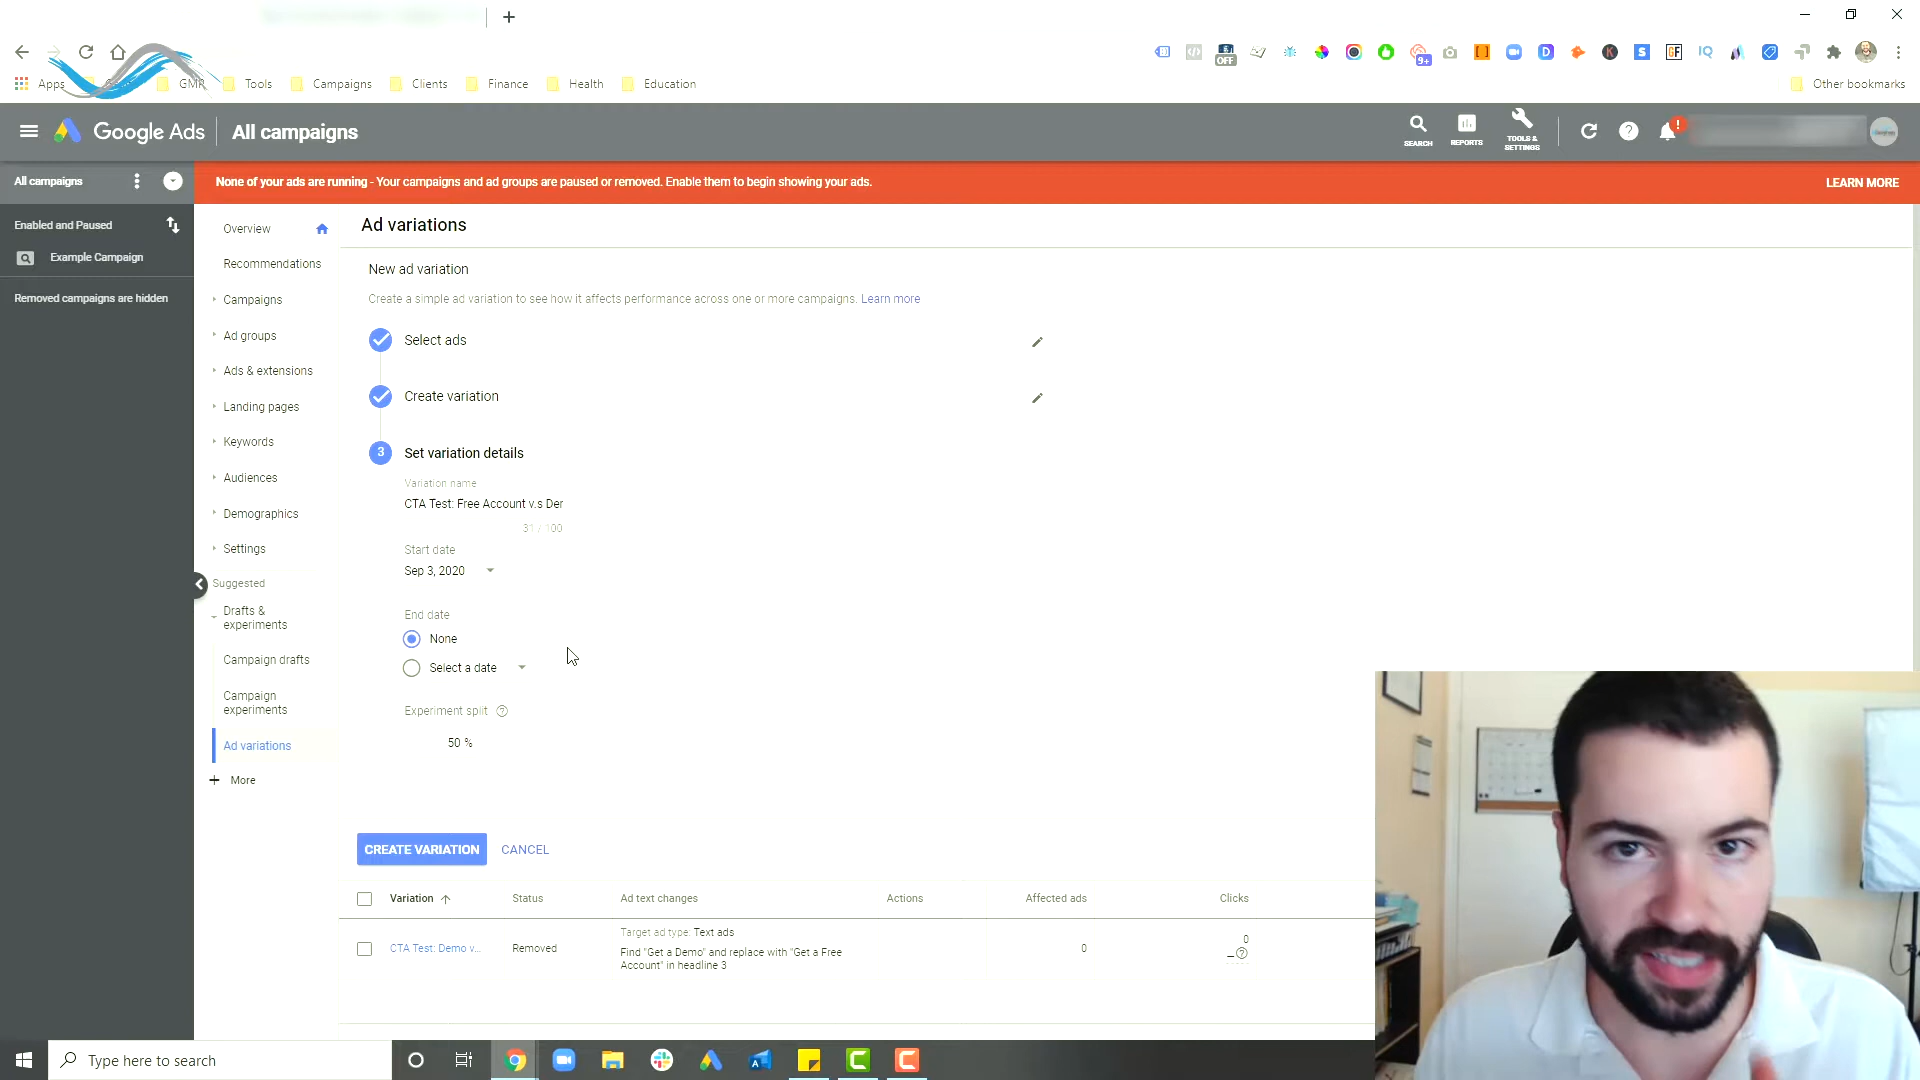 Apps
GMR
Tools
Campaigns
Clients
Finance
Health
Education
Other bookmarks
OFF
9+
Google Ads
All campaigns
SEARCH
REPORTS
TOOLS & SETTINGS
All campaigns
None of your ads are running - Your campaigns and ad groups are paused or removed. Enable them to begin showing your ads.
LEARN MORE
Enabled and Paused
Example Campaign
Removed campaigns are hidden
Overview
Recommendations
Campaigns
Ad groups
Ads & extensions
Landing pages
Keywords
Audiences
Demographics
Settings
Suggested
Drafts &
experiments
Campaign drafts
Campaign
experiments
Ad variations
More
Ad variations
New ad variation
Create a simple ad variation to see how it affects performance across one or more campaigns. Learn more
Select ads
Create variation
3
Set variation details
Variation name
CTA Test: Free Account v.s Der
31 / 100
Start date
Sep 3, 2020
End date
None
Select a date
Experiment split
50 %
CREATE VARIATION
CANCEL
Variation
Status
Ad text changes
Actions
Affected ads
Clicks
CTA Test: Demo v...
Removed
Target ad type: Text ads
Find "Get a Demo" and replace with "Get a Free
Account" in headline 3
0
0
Type here to search